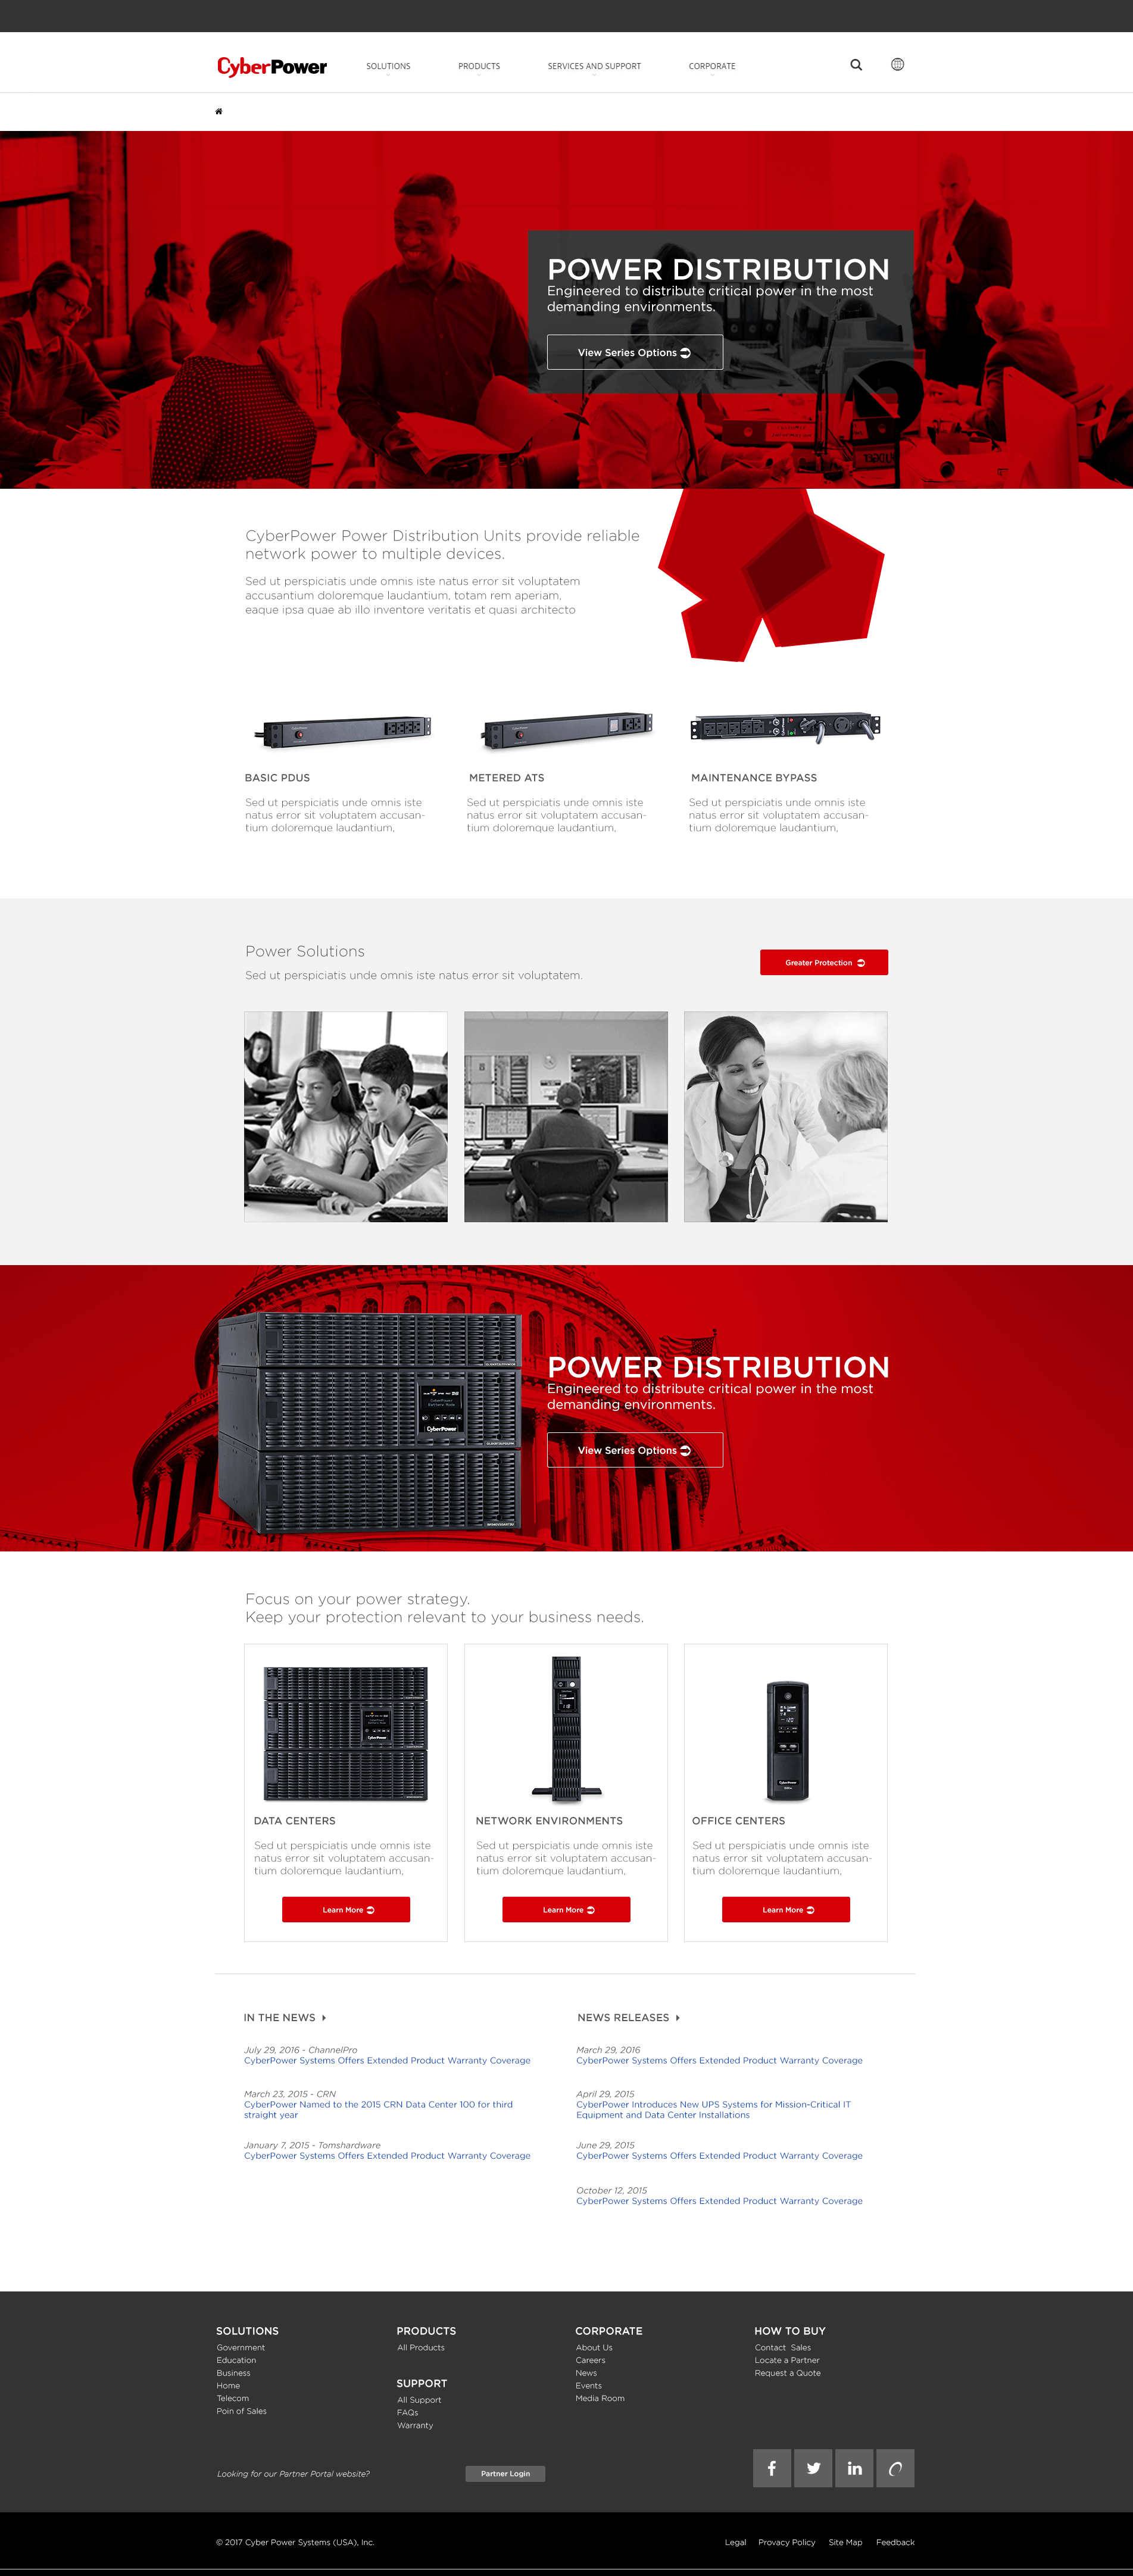 CyberPower
SOLUTIONS
PRODUCTS
SERVICES AND SUPPORT
CORPORATE
POWER DISTRIBUTION
Engineered to distribute critical power in the most
demanding environments.
View Series Options
CyberPower Power Distribution Units provide reliable
network power to multiple devices.
Sed ut perspiciatis unde omnis iste natus error sit voluptatem
accusantium doloremque laudantium, totam rem aperiam,
eaque ipsa quae ab illo inventore veritatis et quasi architecto
BASIC PDUS
Sed ut perspiciatis unde omnis iste
natus error sit voluptatem accusan-
tium doloremque laudantium,
METERED ATS
Sed ut perspiciatis unde omnis iste
natus error sit voluptatem accusan-
tium doloremque laudantium,
MAINTENANCE BYPASS
Sed ut perspiciatis unde omnis iste
natus error sit voluptatem accusan-
tium doloremque laudantium,
Power Solutions
Sed ut perspiciatis unde omnis iste natus error sit voluptatem.
Greater Protection
CyberPower
POWER DISTRIBUTION
Engineered to distribute critical power in the most
demanding environments.
View Series Options
Focus on your power strategy.
Keep your protection relevant to your business needs.
CyberPower
DATA CENTERS
Sed ut perspiciatis unde omnis iste
natus error sit voluptatem accusan-
tium doloremque laudantium,
Learn More
NETWORK ENVIRONMENTS
Sed ut perspiciatis unde omnis iste
natus error sit voluptatem accusan-
tium doloremque laudantium,
Learn More
CyberPower
OFFICE CENTERS
Sed ut perspiciatis unde omnis iste
natus error sit voluptatem accusan-
tium doloremque laudantium,
Learn More
IN THE NEWS
July 29, 2016 - ChannelPro
CyberPower Systems Offers Extended Product Warranty Coverage
March 23, 2015 - CRN
CyberPower Named to the 2015 CRN Data Center 100 for third
straight year
January 7, 2015 - Tomshardware
CyberPower Systems Offers Extended Product Warranty Coverage
NEWS RELEASES
March 29, 2016
CyberPower Systems Offers Extended Product Warranty Coverage
April 29, 2015
CyberPower Introduces New UPS Systems for Mission-Critical IT
Equipment and Data Center Installations
June 29, 2015
CyberPower Systems Offers Extended Product Warranty Coverage
October 12, 2015
CyberPower Systems Offers Extended Product Warranty Coverage
SOLUTIONS
Government
Education
Business
Home
Telecom
Poin of Sales
PRODUCTS
All Products
SUPPORT
All Support
FAQs
Warranty
CORPORATE
About Us
Careers
News
Events
Media Room
HOW TO BUY
Contact Sales
Locate a Partner
Request a Quote
Looking for our Partner Portal website?
Partner Login
© 2017 Cyber Power Systems (USA), Inc.
Legal
Provacy Policy
Site Map
Feedback